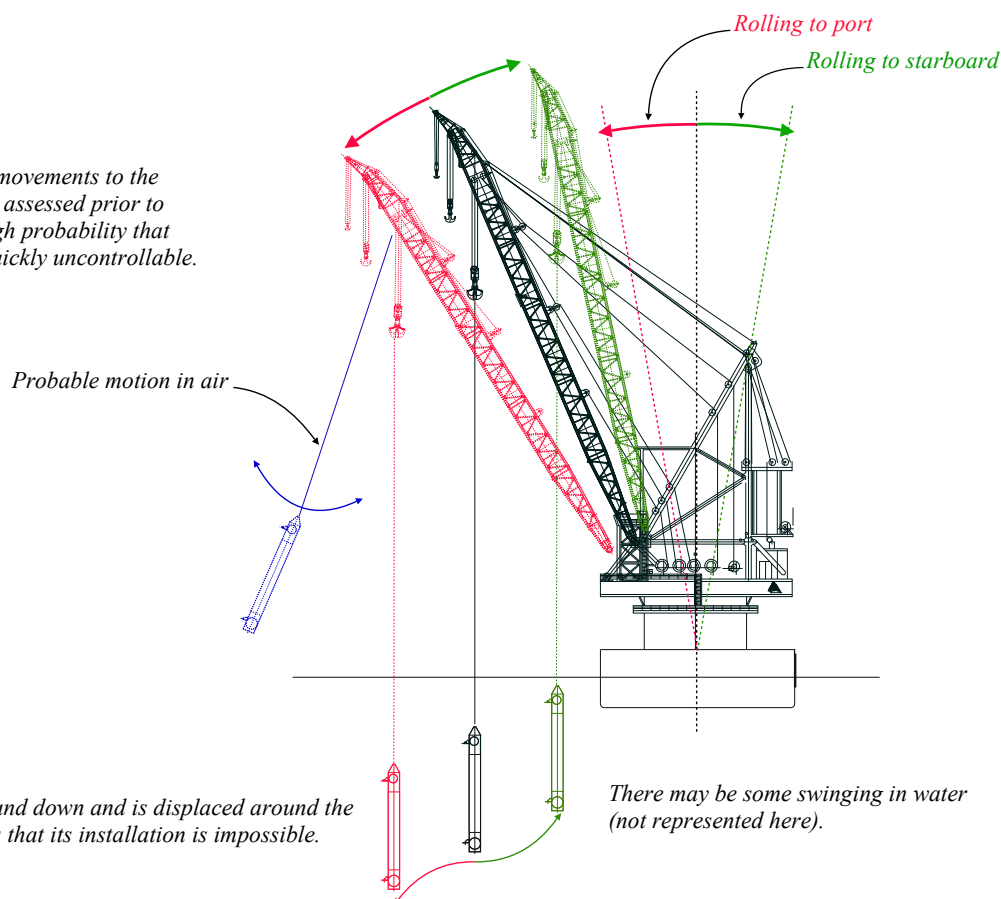 Rolling to port
Rolling to starboard
movements to the
assessed prior to
gh probability that
uickly uncontrollable.
Probable motion in air
und down and is displaced around the
that its installation is impossible.
There may be some swinging in water
(not represented here).